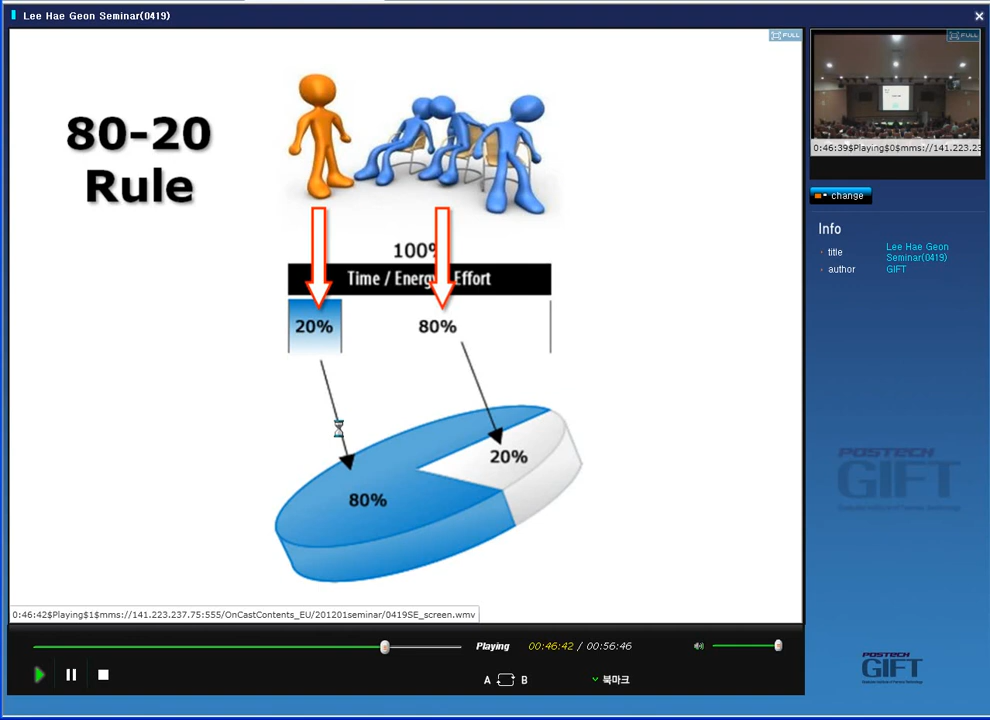 Lee Hae Geon Seminar(0419)
FULL
FULL
80-20
Rule
100%
Time / Energy Effort
20%
80%
20%
80%
0:46:39$Playing$0$mms://141.223.23
change
Info
title
Lee Hae Geon
Seminar(0419)
author
GIFT
POSTECH
GIFT
0:46:42$Playing$1$mms://141.223.237.75:555/OnCastContents_EU/201201seminar/0419SE_screen.wmv
Playing
00:46:42 / 00:56:46
A B
북마크
POSTECH
GIFT